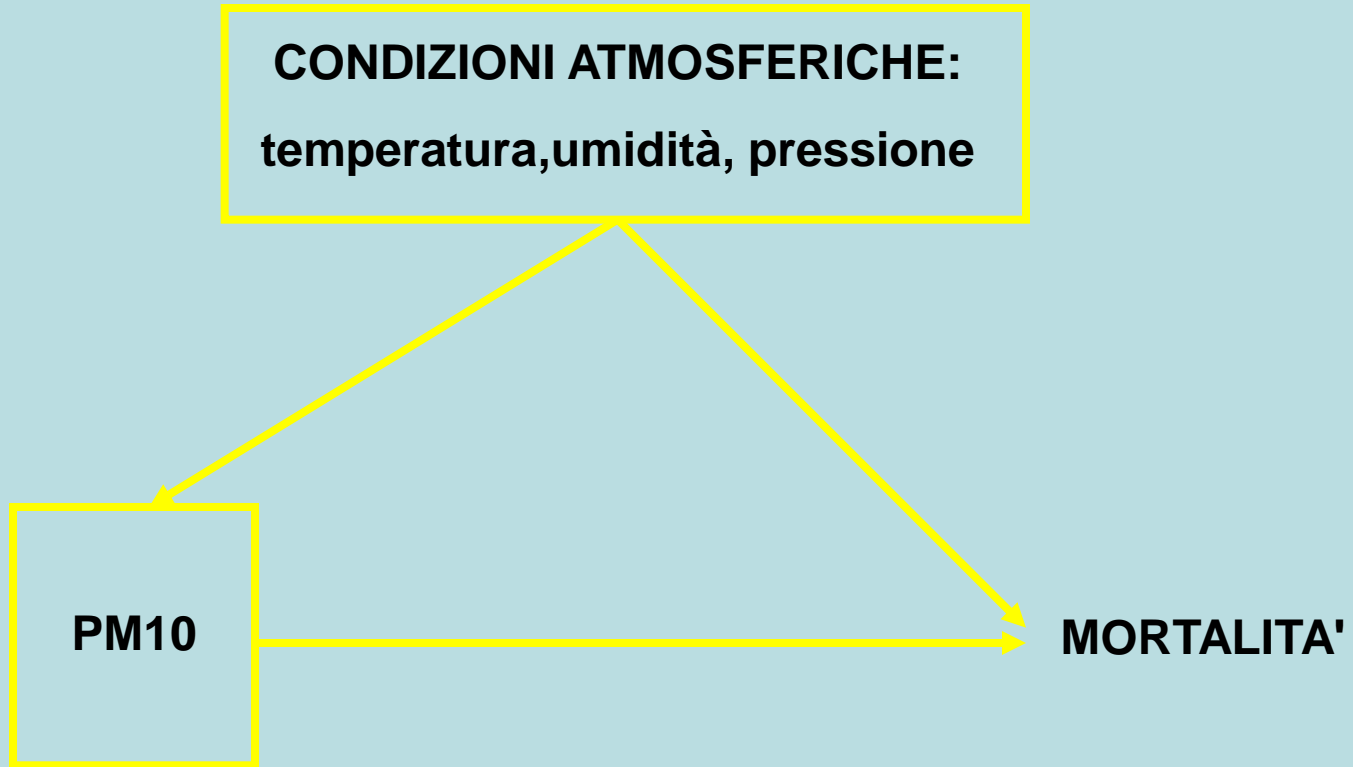 CONDIZIONI ATMOSFERICHE:
temperatura,umidità, pressione
PM10
MORTALITA'